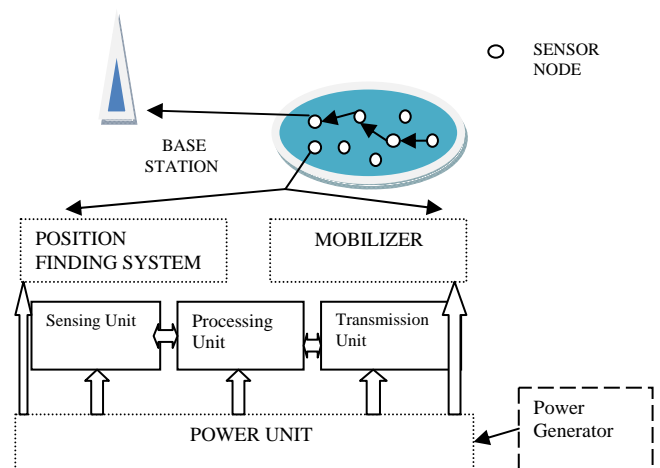 SENSOR
NODE
BASE
STATION
POSITION
FINDING SYSTEM
MOBILIZER
Sensing Unit
Processing
Unit
Transmission
Unit
POWER UNIT
Power
Generator